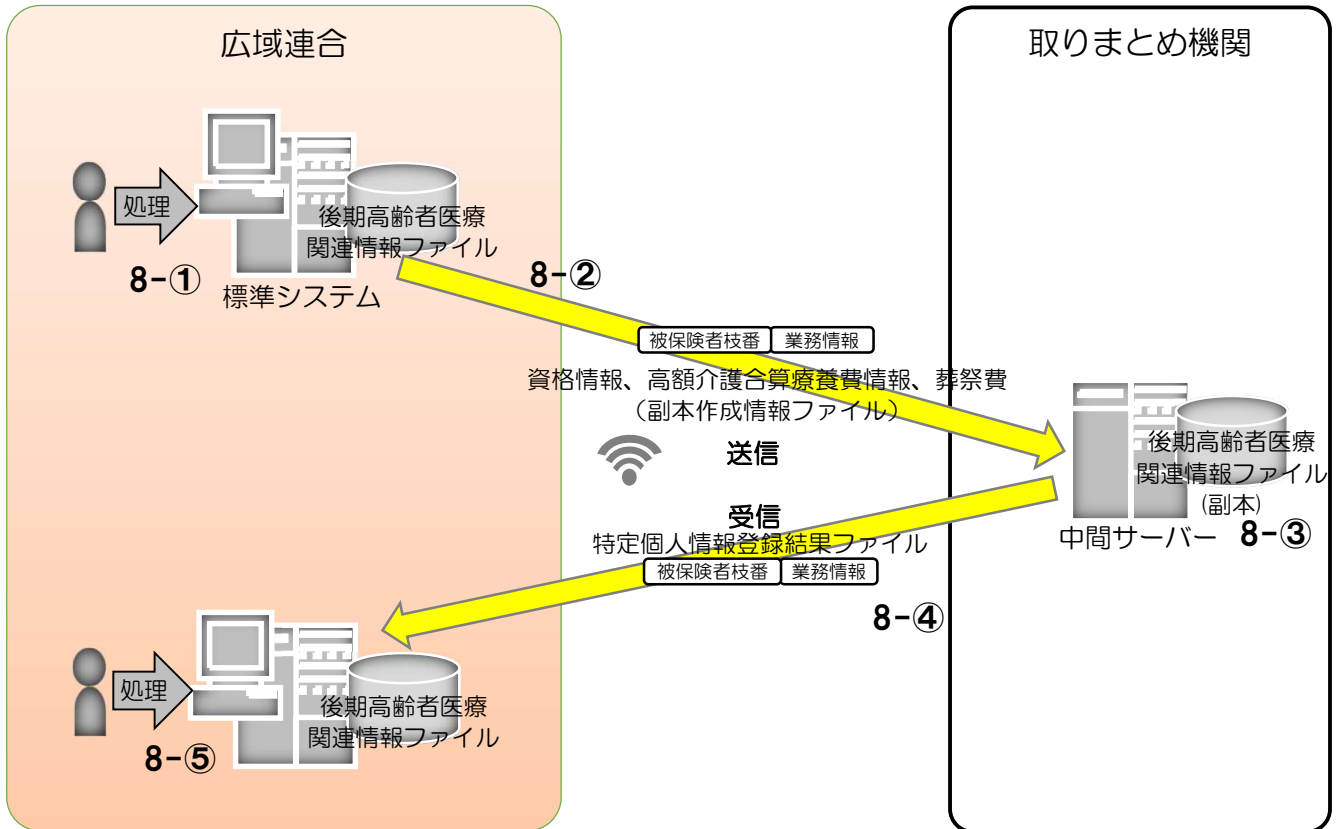 広域連合
取りまとめ機関
処理
後期高齢者医療
関連情報ファイル
8-①
標準システム
8-②
被保険者枝番 業務情報
資格情報、高額介護合算療養費情報、葬祭費
（副本作成情報ファイル）
送信
後期高齢者医療
関連情報ファイル
(副本)
中間サーバー 8-③
受信
特定個人情報登録結果ファイル
被保険者枝番 業務情報
8-④
処理
後期高齢者医療
関連情報ファイル
8-⑤